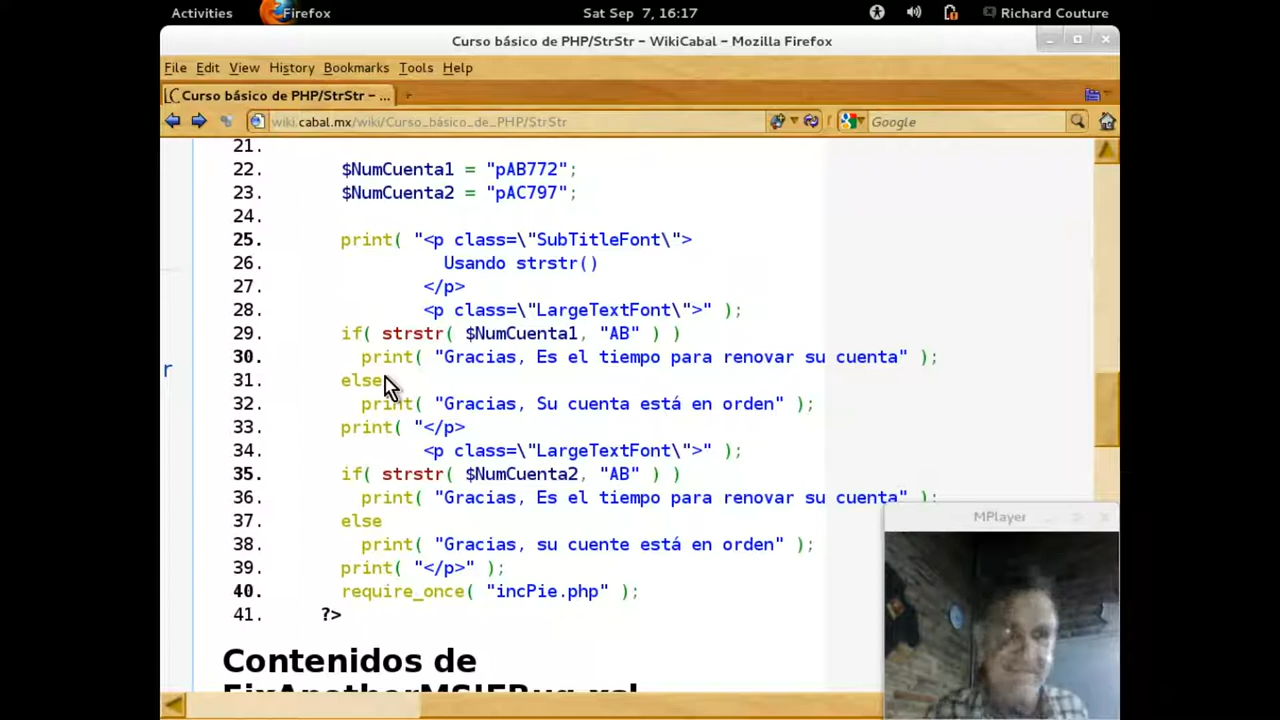 Activities Firefox Sat Sep 7, 16:17 Richard Couture
Curso básico de PHP/StrStr – WikiCabal – Mozilla Firefox
File Edit View History Bookmarks Tools Help
Curso básico de PHP/StrStr – ...
wiki.cabal.mx/wiki/Curso_básico_de_PHP/StrStr Google
21.
22. $NumCuenta1 = "pAB772";
23. $NumCuenta2 = "pAC797";
24.
25. print( "<p class=\"SubTitleFont\">
26. Usando strstr()
27. </p>
28. <p class=\"LargeTextFont\">" );
29. if( strstr( $NumCuenta1, "AB" ) )
30. print( "Gracias, Es el tiempo para renovar su cuenta" );
r
31. else
32. print( "Gracias, Su cuenta está en orden" );
33. print( "</p>
34. <p class=\"LargeTextFont\">" );
35. if( strstr( $NumCuenta2, "AB" ) )
36. print( "Gracias, Es el tiempo para renovar su cuenta" );
37. else
38. print( "Gracias, su cuente está en orden" );
39. print( "</p>" );
40. require_once( "incPie.php" );
41. ?>
MPlayer
Contenidos de
FixAnotherMSIEBug.xsl